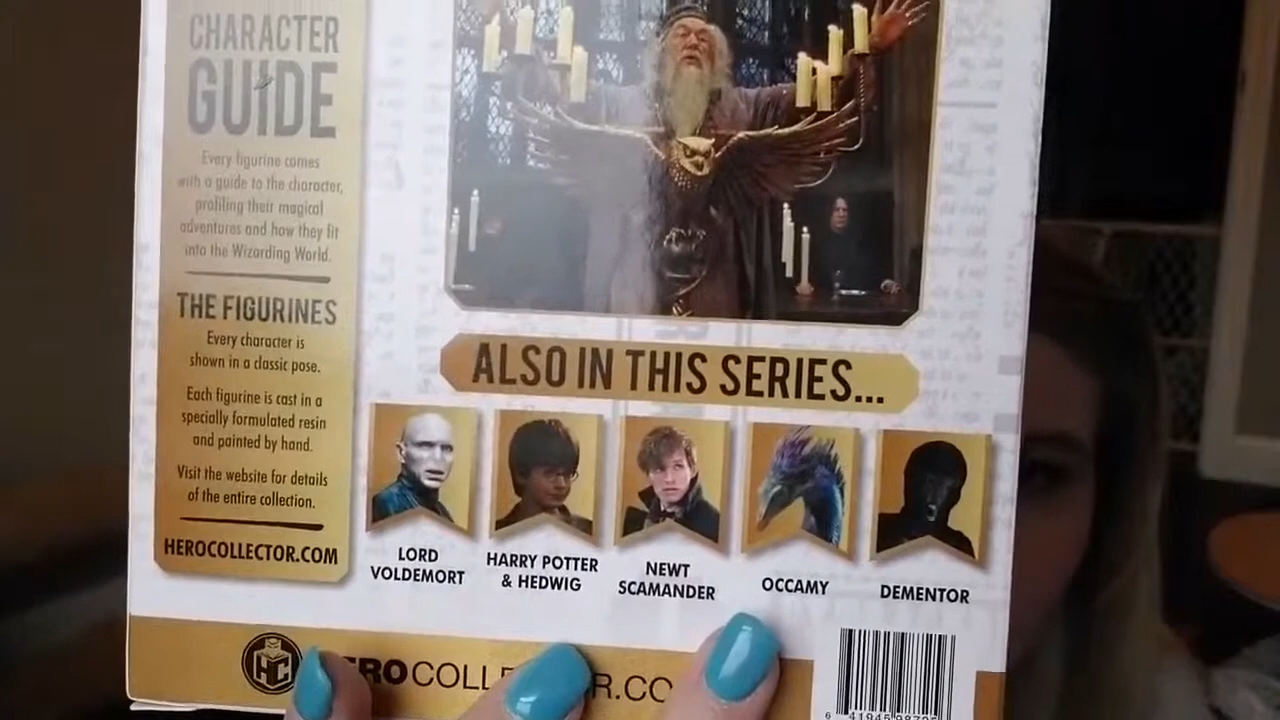 CHARACTER
GUIDE
Every figurine comes
with a guide to the character,
profiling their magical
adventures and how they fit
into the Wizarding World.
THE FIGURINES
Every character is
shown in a classic pose.
Each figurine is cast in a
specially formulated resin
and painted by hand.
Visit the website for details
of the entire collection.
HEROCOLLECTOR.COM
ALSO IN THIS SERIES...
LORD
VOLDEMORT
HARRY POTTER
& HEDWIG
NEWT
SCAMANDER
OCCAMY
DEMENTOR
HC